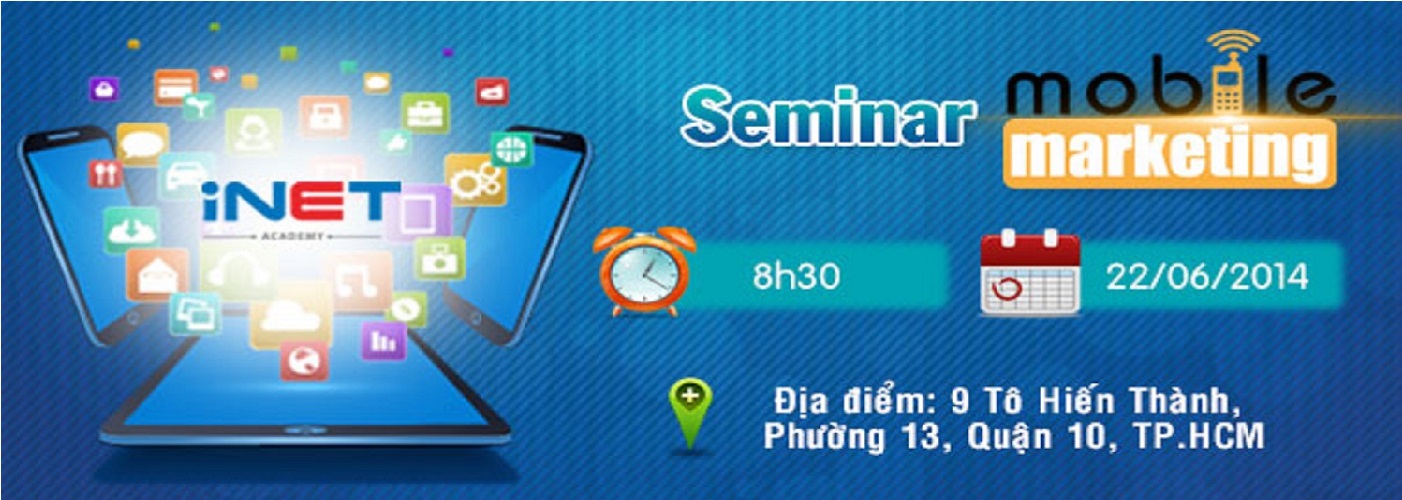 iNET
ACADEMY
Seminar
mobile
marketing
8h30
22/06/2014
Địa điểm: 9 Tô Hiến Thành,
Phường 13, Quận 10, TP.HCM